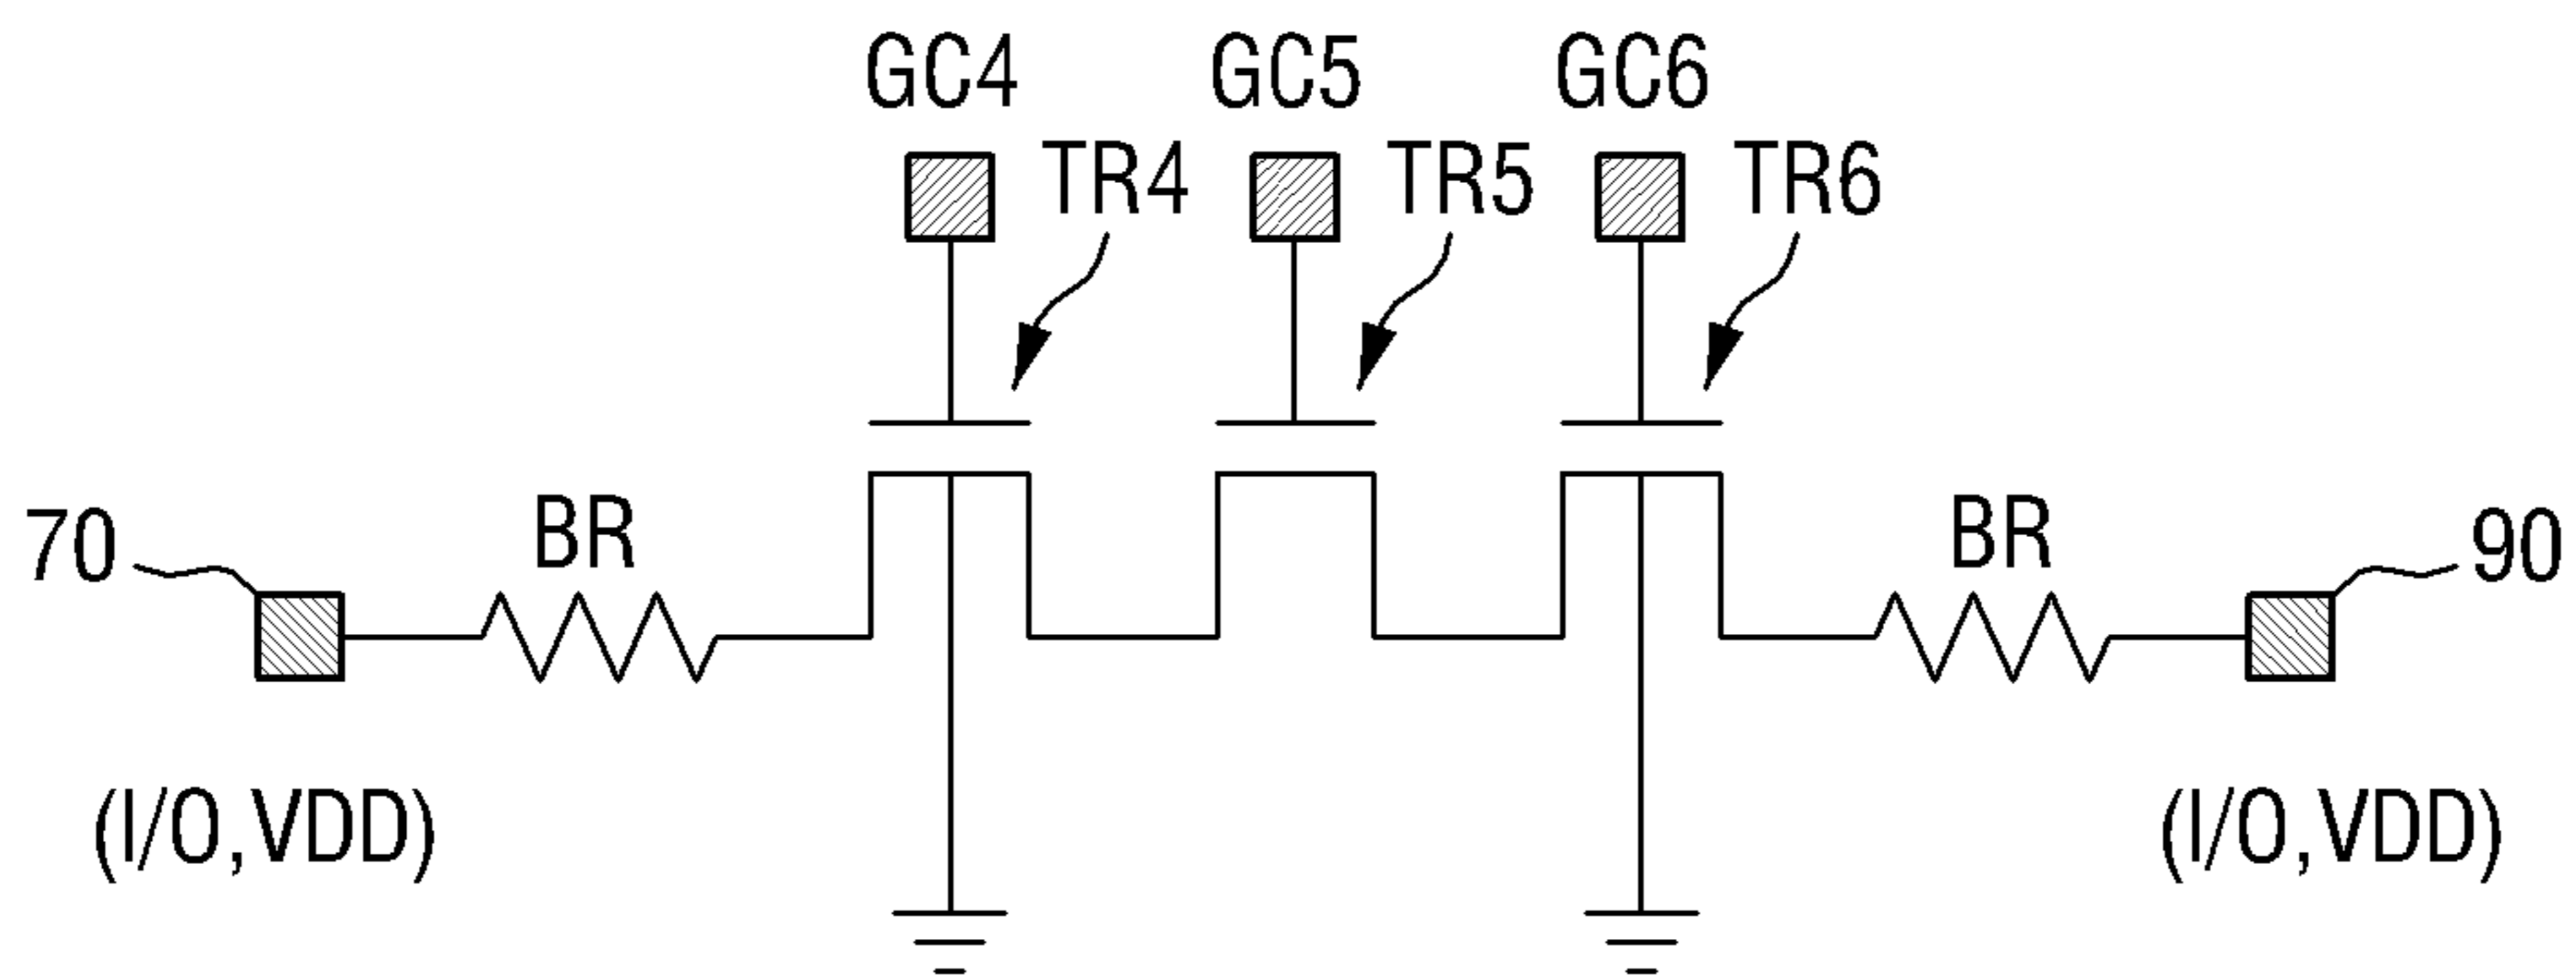 GC4 GC5 GC6
TR4 TR5 TR6
70 BR BR 90
(I/O,VDD) (I/O,VDD)